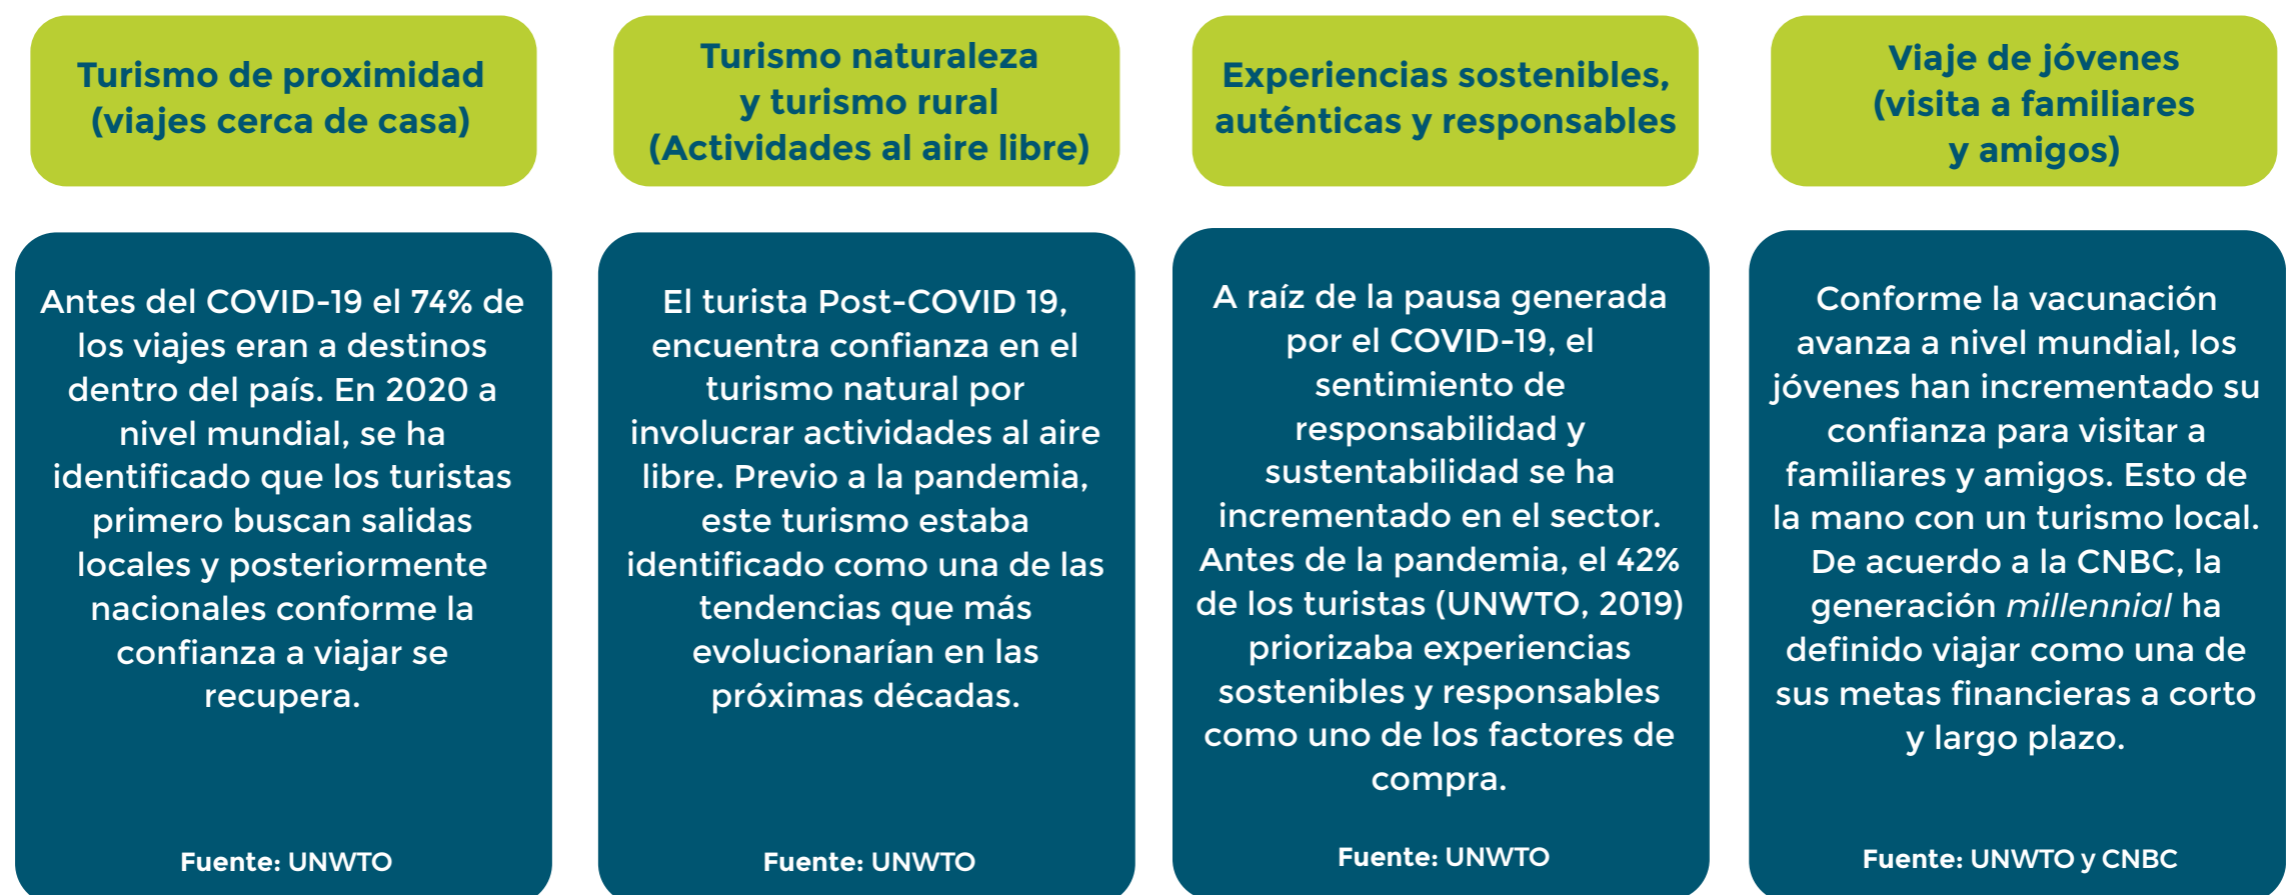 Turismo de proximidad
(viajes cerca de casa)
Antes del COVID-19 el 74% de
los viajes eran a destinos
dentro del país. En 2020 a
nivel mundial, se ha
identificado que los turistas
primero buscan salidas
locales y posteriormente
nacionales conforme la
confianza a viajar se
recupera.
Fuente: UNWTO
Turismo naturaleza
y turismo rural
(Actividades al aire libre)
El turista Post-COVID 19,
encuentra confianza en el
turismo natural por
involucrar actividades al aire
libre. Previo a la pandemia,
este turismo estaba
identificado como una de las
tendencias que más
evolucionarían en las
próximas décadas.
Fuente: UNWTO
Experiencias sostenibles,
auténticas y responsables
A raíz de la pausa generada
por el COVID-19, el
sentimiento de
responsabilidad y
sustentabilidad se ha
incrementado en el sector.
Antes de la pandemia, el 42%
de los turistas (UNWTO, 2019)
priorizaba experiencias
sostenibles y responsables
como uno de los factores de
compra.
Fuente: UNWTO
Viaje de jóvenes
(visita a familiares
y amigos)
Conforme la vacunación
avanza a nivel mundial, los
jóvenes han incrementado su
confianza para visitar a
familiares y amigos. Esto de
la mano con un turismo local.
De acuerdo a la CNBC, la
generación millennial ha
definido viajar como una de
sus metas financieras a corto
y largo plazo.
Fuente: UNWTO y CNBC